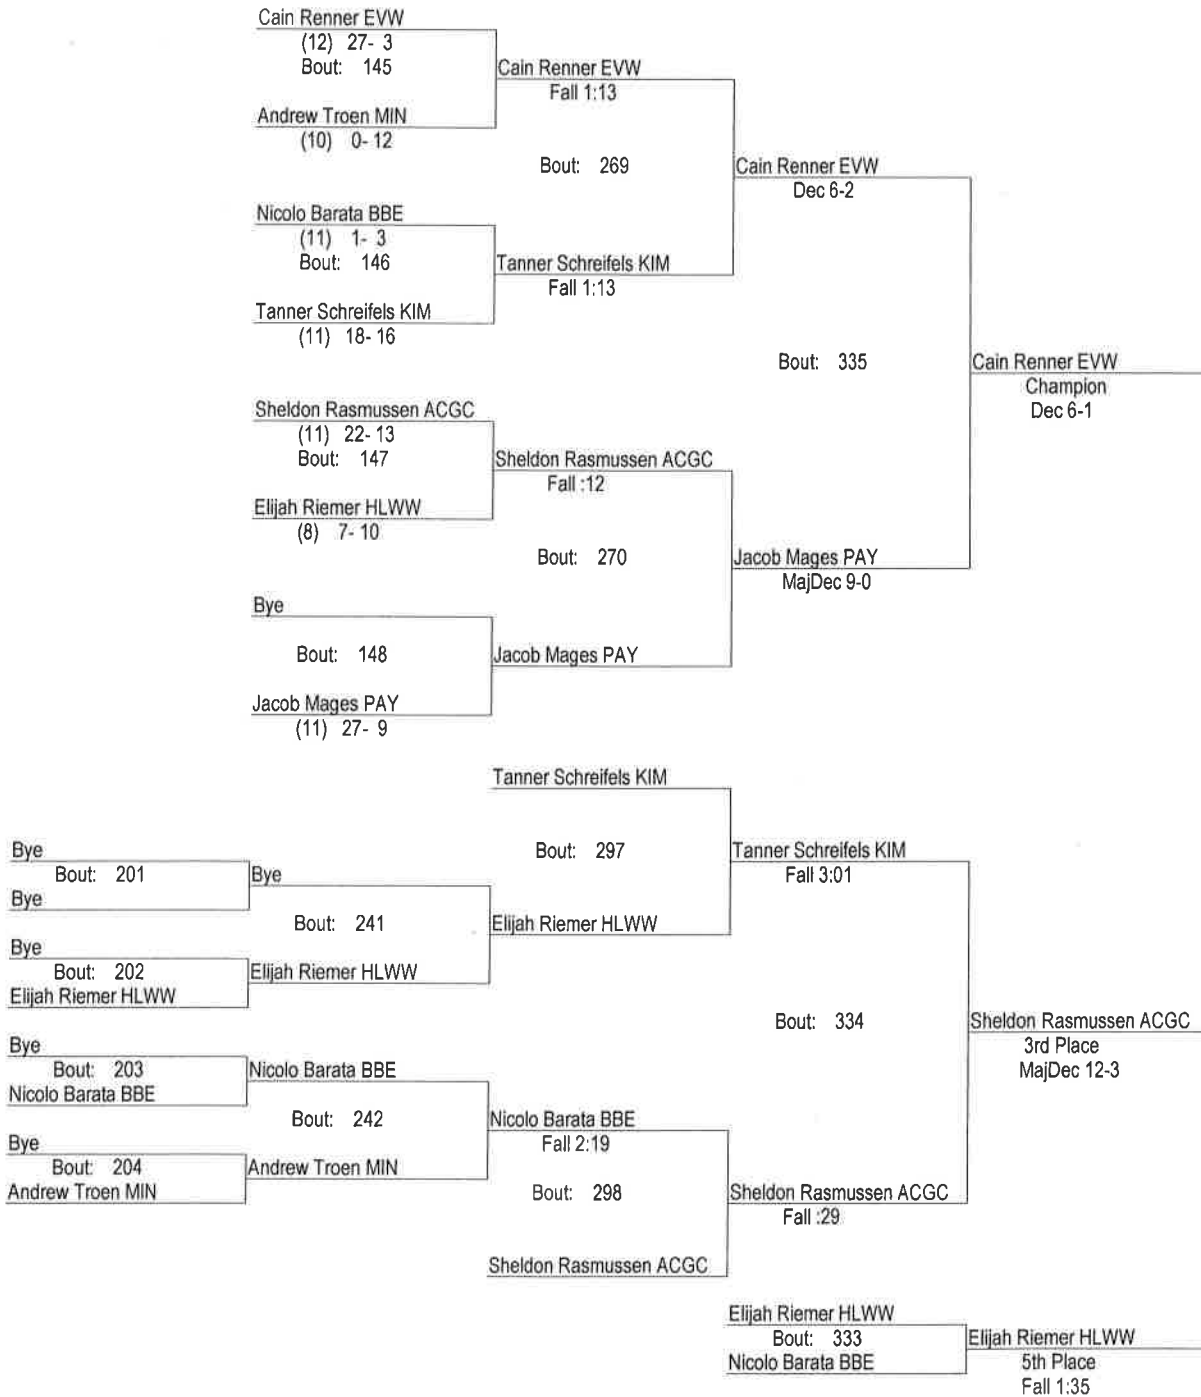 Cain Renner EVW
(12) 27- 3
Bout: 145
Cain Renner EVW
Fall 1:13
Andrew Troen MIN
(10) 0- 12
Bout: 269
Cain Renner EVW
Dec 6-2
Nicolo Barata BBE
(11) 1- 3
Bout: 146
Tanner Schreifels KIM
Fall 1:13
Tanner Schreifels KIM
(11) 18- 16
Bout: 335
Cain Renner EVW
Champion
Dec 6-1
Sheldon Rasmussen ACGC
(11) 22- 13
Bout: 147
Sheldon Rasmussen ACGC
Fall :12
Elijah Riemer HLWW
(8) 7- 10
Bout: 270
Jacob Mages PAY
MajDec 9-0
Bye
Bout: 148
Jacob Mages PAY
Jacob Mages PAY
(11) 27- 9
Tanner Schreifels KIM
Bout: 297
Tanner Schreifels KIM
Fall 3:01
Bye
Bout: 201
Bye
Bye
Bout: 241
Elijah Riemer HLWW
Bye
Bout: 202
Elijah Riemer HLWW
Elijah Riemer HLWW
Bout: 334
Sheldon Rasmussen ACGC
3rd Place
MajDec 12-3
Bye
Bout: 203
Nicolo Barata BBE
Nicolo Barata BBE
Bout: 242
Nicolo Barata BBE
Fall 2:19
Bye
Bout: 204
Andrew Troen MIN
Andrew Troen MIN
Bout: 298
Sheldon Rasmussen ACGC
Fall :29
Sheldon Rasmussen ACGC
Elijah Riemer HLWW
Bout: 333
Nicolo Barata BBE
Elijah Riemer HLWW
5th Place
Fall 1:35